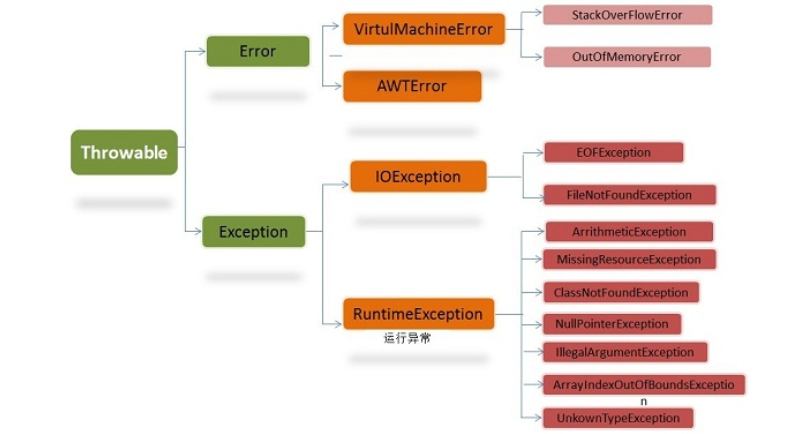 Throwable
Error
VirtulMachineError
StackOverFlowError
OutOfMemoryError
AWTError
Exception
IOException
EOFException
FileNotFoundException
RuntimeException
运行异常
ArrithmeticException
MissingResourceException
ClassNotFoundException
NullPointerException
IllegalArgumentException
ArrayIndexOutOfBoundsExceptio
n
UnkownTypeException